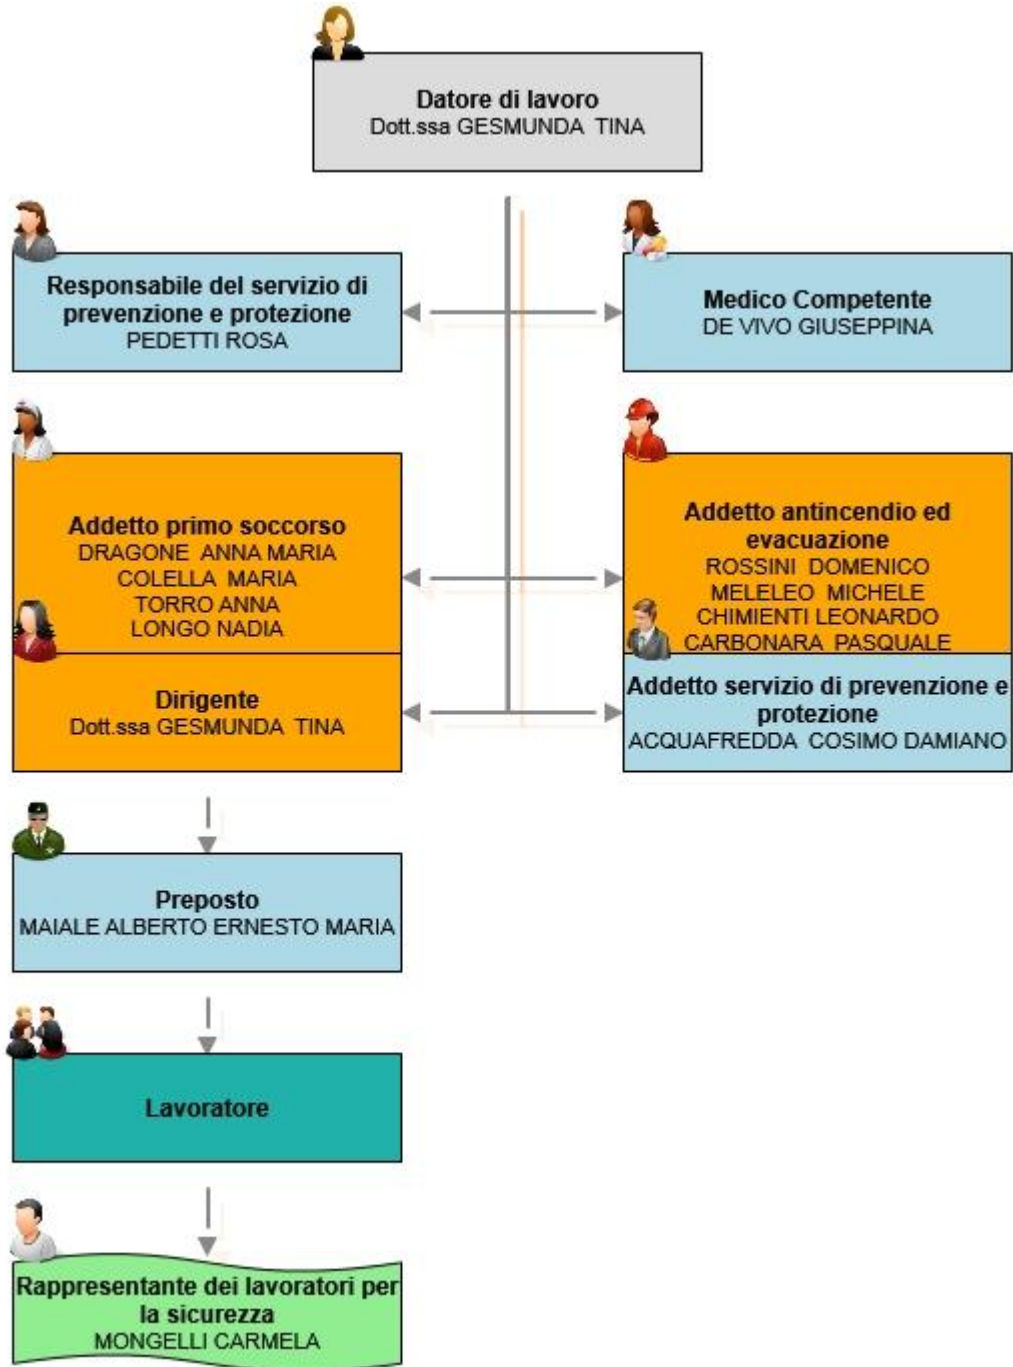 Datore di lavoro
Dott.ssa GESMUNDA TINA
Responsabile del servizio di
prevenzione e protezione
PEDETTI ROSA
Medico Competente
DE VIVO GIUSEPPINA
Addetto primo soccorso
DRAGONE ANNA MARIA
COLELLA MARIA
TORRO ANNA
LONGO NADIA
Addetto antincendio ed
evacuazione
ROSSINI DOMENICO
MELELEO MICHELE
CHIMIENTI LEONARDO
CARBONARA PASQUALE
Dirigente
Dott.ssa GESMUNDA TINA
Addetto servizio di prevenzione e
protezione
ACQUAFREDDA COSIMO DAMIANO
Preposto
MAIALE ALBERTO ERNESTO MARIA
Lavoratore
Rappresentante dei lavoratori per
la sicurezza
MONGELLI CARMELA